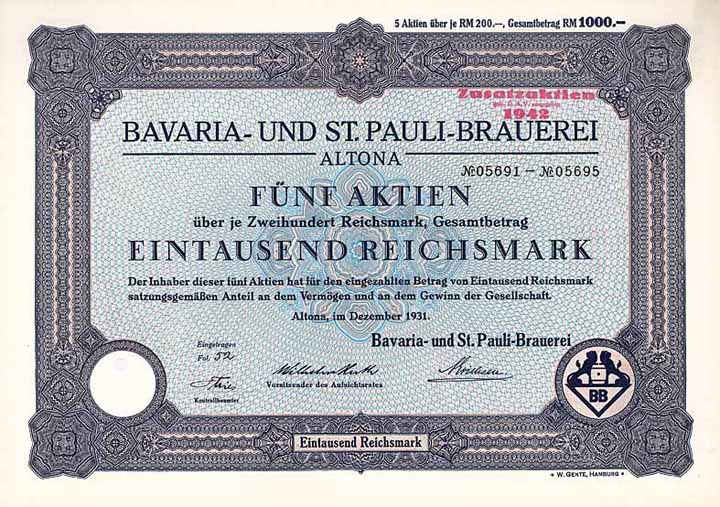 5 Aktien über je RM 200.–, Gesamtbetrag RM 1000.–
Zusatzaktien
1942
BAVARIA- UND ST. PAULI-BRAUEREI
ALTONA
№05691 — №05695
FÜNF AKTIEN
über je Zweihundert Reichsmark, Gesamtbetrag
EINTAUSEND REICHSMARK
Der Inhaber dieser fünf Aktien hat für den eingezahlten Betrag von Eintausend Reichsmark
satzungsgemäßen Anteil an dem Vermögen und an dem Gewinn der Gesellschaft.
Altona, im Dezember 1931.
Bavaria- und St. Pauli-Brauerei
Eingetragen
Fol. 52
Kontrollbeamter
Vorsitzender des Aufsichtsrates
BB
Eintausend Reichsmark
* W. GENTE, HAMBURG *